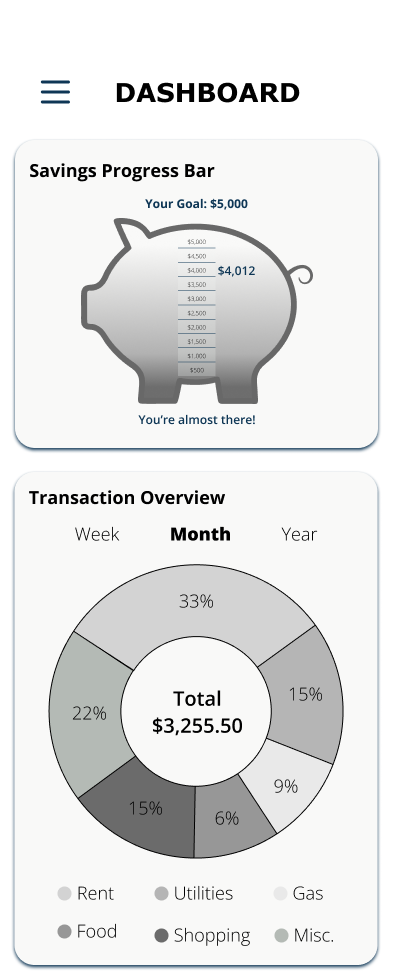 DASHBOARD
Savings Progress Bar
Your Goal: $5,000
$5,000
$4,500
$4,000 $4,012
$3,500
$3,000
$2,500
$2,000
$1,500
$1.000
$500
You're almost there!
Transaction Overview
Week Month Year
33%
15%
22%
Total
$3,255.50
9%
15%
6%
Rent Utilities Gas
Food Shopping Misc.